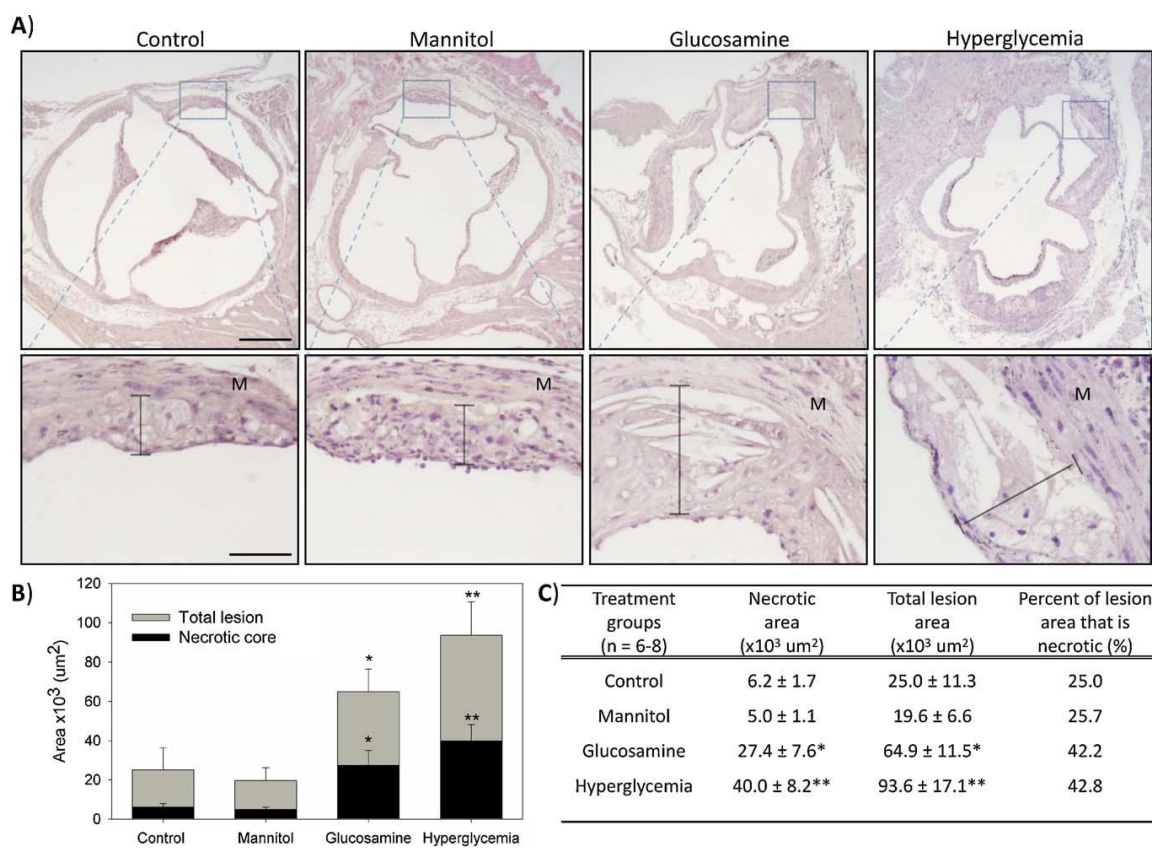 A)
Control Mannitol Glucosamine Hyperglycemia
M M M M
B)
120
100
80
60
40
20
0
Area x10³ (um²)
Total lesion
Necrotic core
* ** * **
Control Mannitol Glucosamine Hyperglycemia
C)
Treatment Necrotic Total lesion Percent of lesion
groups area area area that is
(n = 6-8) (x10³ um²) (x10³ um²) necrotic (%)
Control 6.2 ± 1.7 25.0 ± 11.3 25.0
Mannitol 5.0 ± 1.1 19.6 ± 6.6 25.7
Glucosamine 27.4 ± 7.6* 64.9 ± 11.5* 42.2
Hyperglycemia 40.0 ± 8.2** 93.6 ± 17.1** 42.8